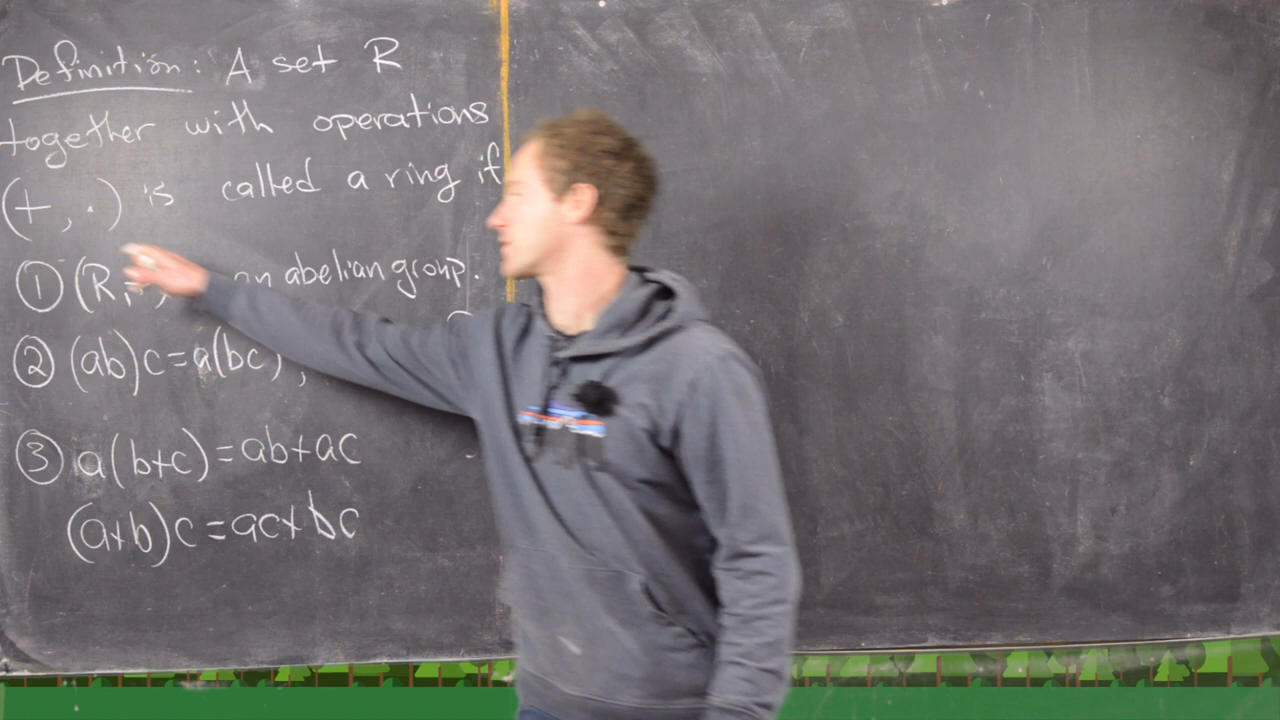 Definition: A set R
together with operations
(+, ·) is called a ring if
① (R, an abelian group.
② (ab)c=a(bc),
③ a(b+c)=ab+ac
(a+b)c=ac+bc